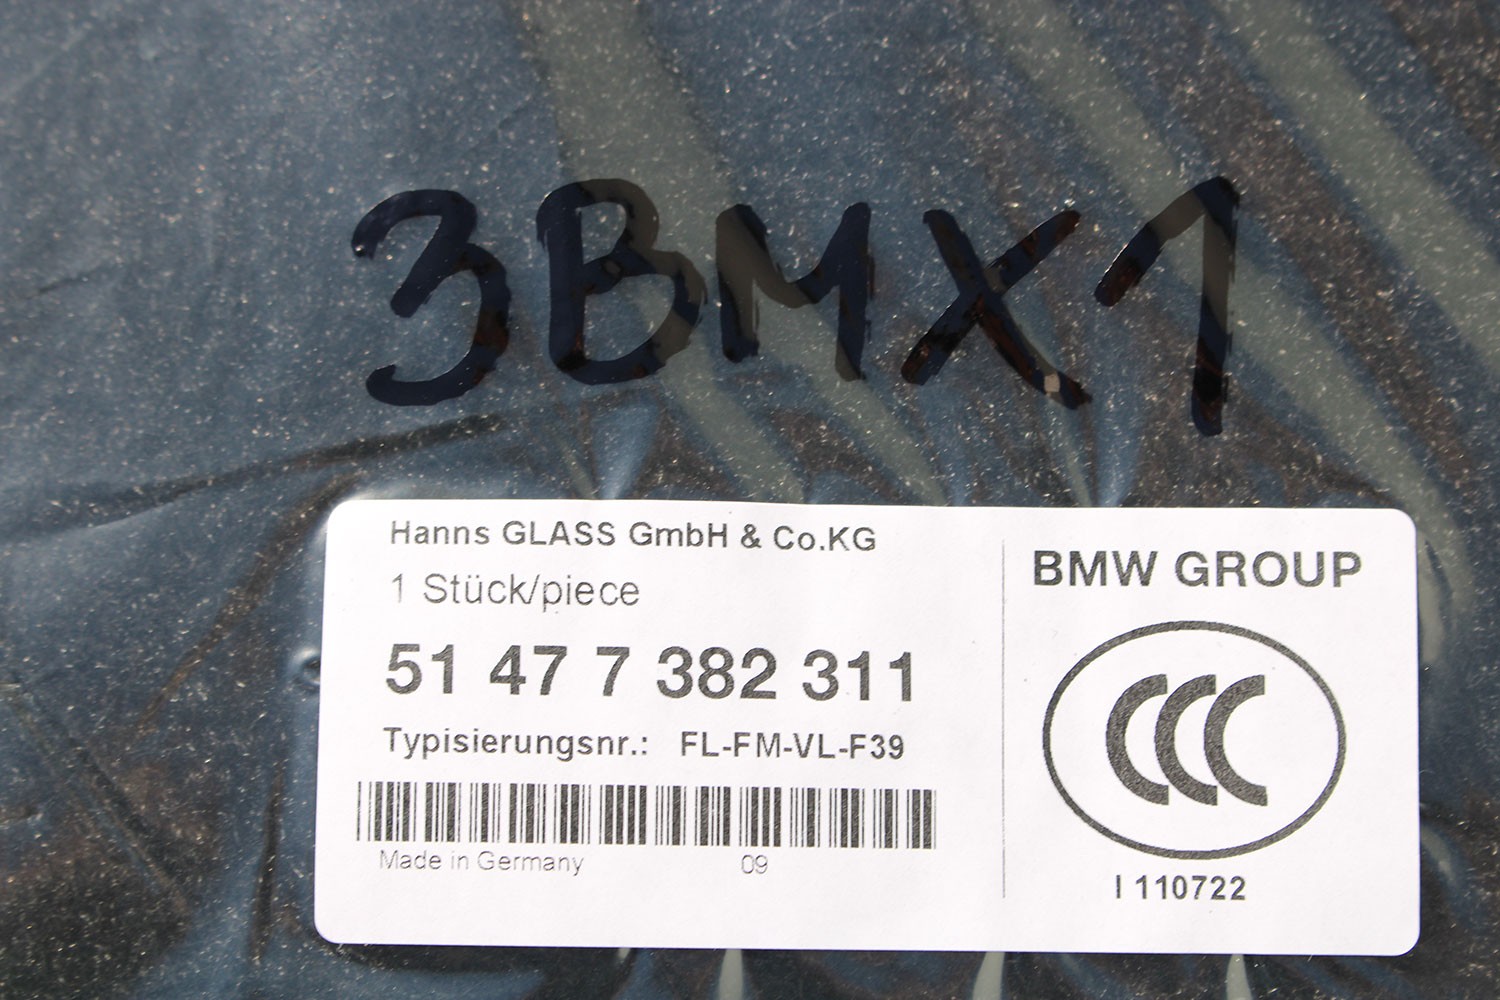 3BMX1
Hanns GLASS GmbH & Co.KG
1 Stück/piece
51 47 7 382 311
Typisierungsnr.: FL-FM-VL-F39
Made in Germany 09
BMW GROUP
CCC
I 110722